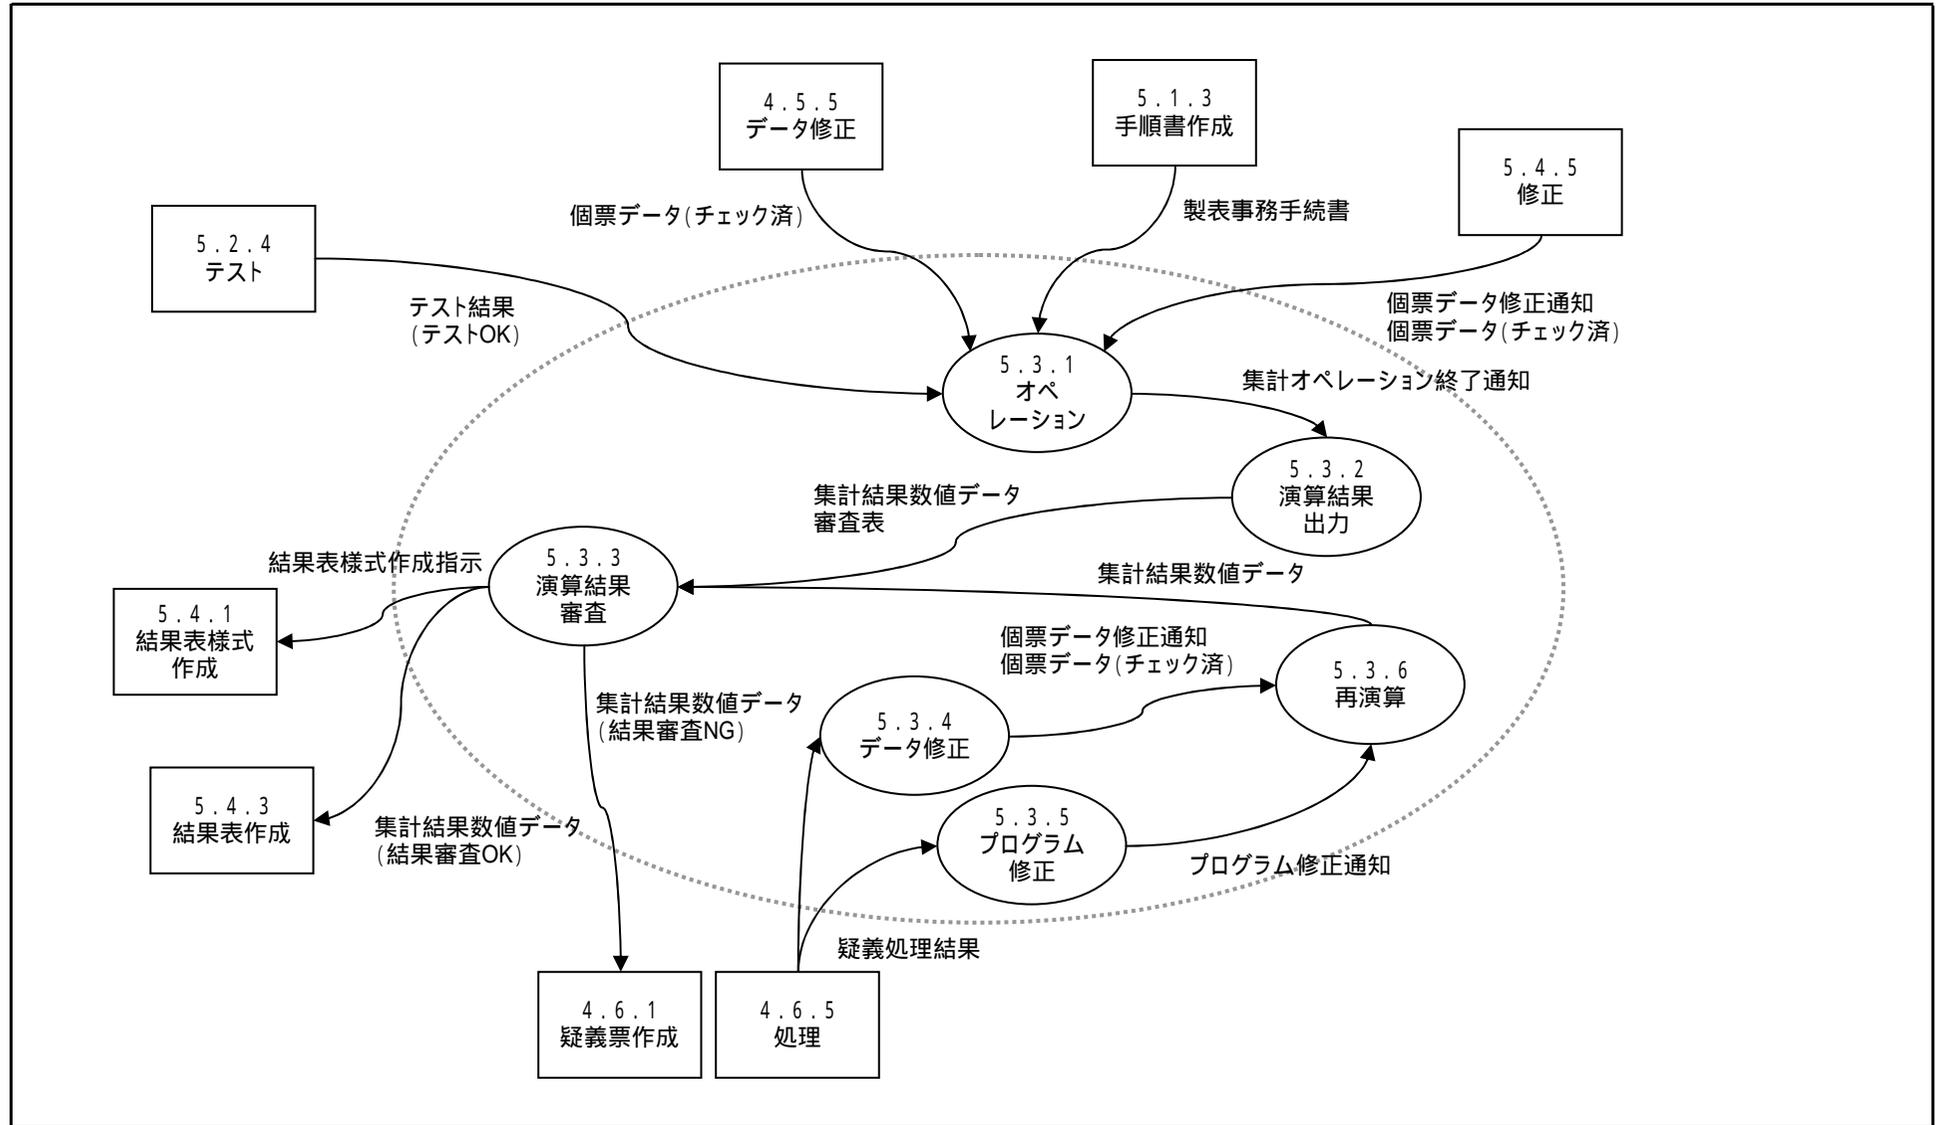 4.5.5
データ修正
5.1.3
手順書作成
5.4.5
修正
5.2.4
テスト
個票データ(チェック済)
製表事務手続書
テスト結果
(テストOK)
個票データ修正通知
個票データ(チェック済)
5.3.1
オペ
レーション
集計オペレーション終了通知
5.3.2
演算結果
出力
集計結果数値データ
審査表
5.3.3
演算結果
審査
結果表様式作成指示
集計結果数値データ
5.4.1
結果表様式
作成
個票データ修正通知
個票データ(チェック済)
5.3.6
再演算
集計結果数値データ
(結果審査NG)
5.3.4
データ修正
5.4.3
結果表作成
集計結果数値データ
(結果審査OK)
5.3.5
プログラム
修正
プログラム修正通知
疑義処理結果
4.6.1
疑義票作成
4.6.5
処理